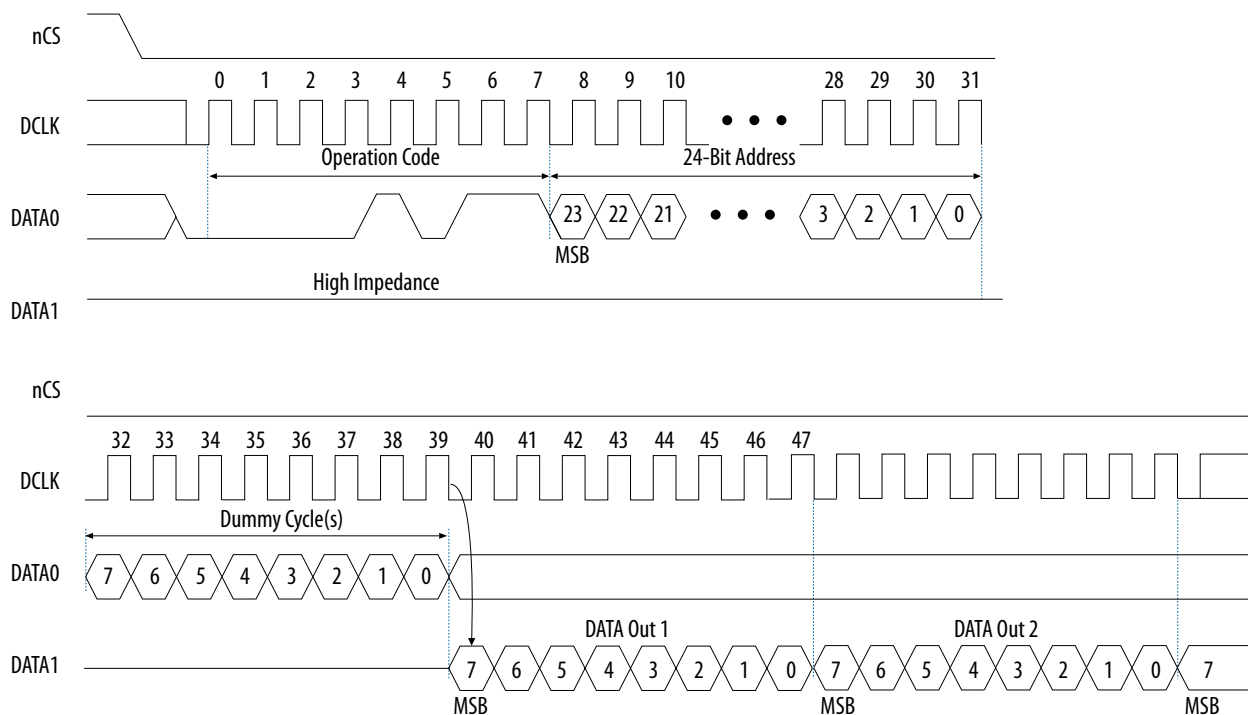 nCS
0 1 2 3 4 5 6 7 8 9 10 28 29 30 31
DCLK
Operation Code 24-Bit Address
DATA0 23 22 21 3 2 1 0
MSB
High Impedance
DATA1
nCS
32 33 34 35 36 37 38 39 40 41 42 43 44 45 46 47
DCLK
Dummy Cycle(s)
DATA0 7 6 5 4 3 2 1 0
DATA Out 1 DATA Out 2
DATA1 7 6 5 4 3 2 1 0 7 6 5 4 3 2 1 0 7
MSB MSB MSB